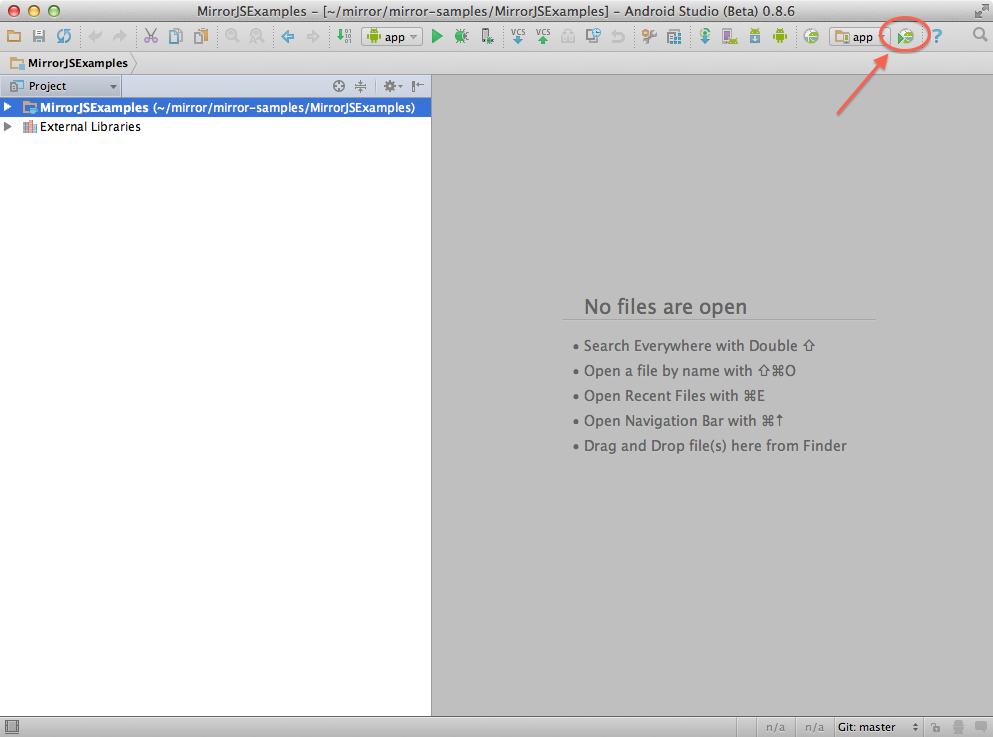 MirrorJSExamples – [~/mirror/mirror-samples/MirrorJSExamples] – Android Studio (Beta) 0.8.6
app
VCS
VCS
app
?
MirrorJSExamples
Project
MirrorJSExamples (~/mirror/mirror-samples/MirrorJSExamples)
External Libraries
No files are open
• Search Everywhere with Double ⇧
• Open a file by name with ⇧⌘O
• Open Recent Files with ⌘E
• Open Navigation Bar with ⌘↑
• Drag and Drop file(s) here from Finder
n/a
n/a
Git: master